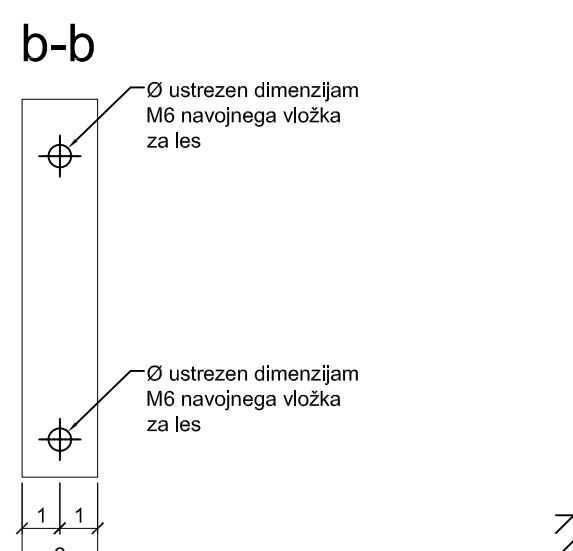 b-b
Ø ustrezen dimenzijam
M6 navojnega vložka
za les
Ø ustrezen dimenzijam
M6 navojnega vložka
za les
1 1